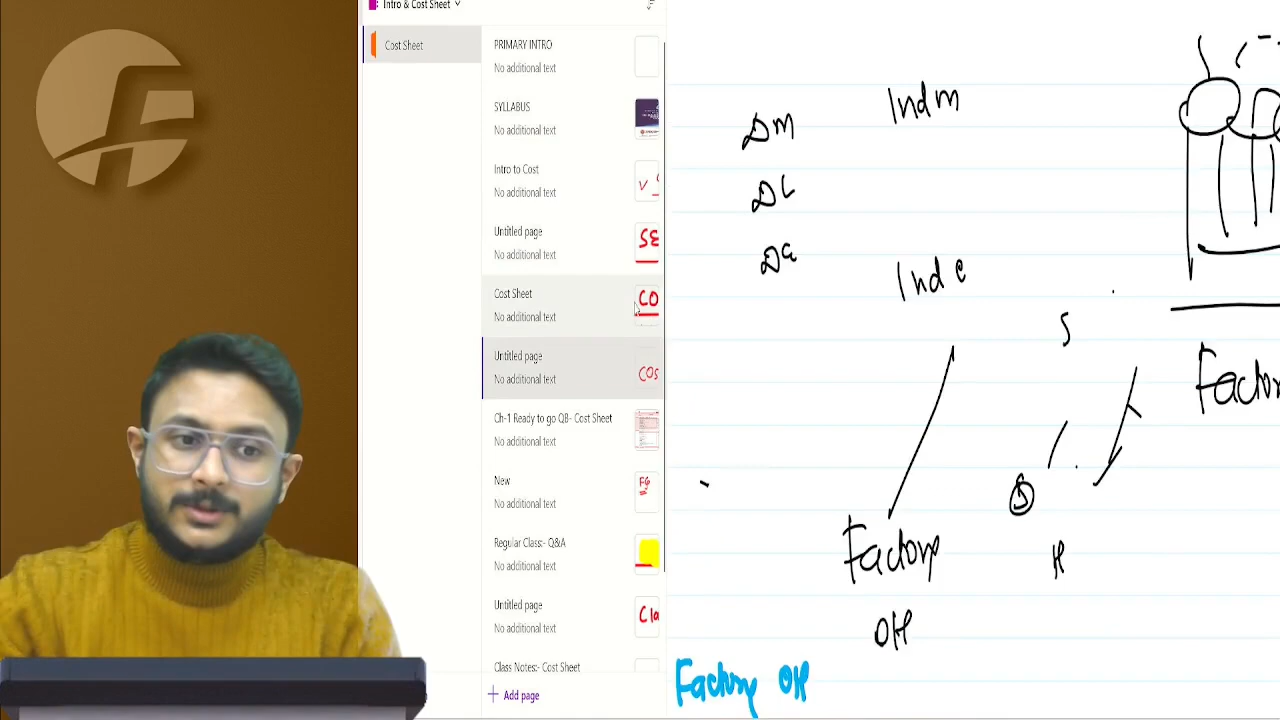 Intro & Cost Sheet
Cost Sheet
PRIMARY INTRO
No additional text
SYLLABUS
No additional text
Intro to Cost
No additional text
Untitled page
No additional text
SE
Cost Sheet
No additional text
CO
Untitled page
No additional text
COS
Ch-1 Ready to go QB- Cost Sheet
No additional text
New
No additional text
FG
Regular Class:- Q&A
No additional text
Untitled page
No additional text
Cla
Class Notes:- Cost Sheet
+ Add page
DM Indm
DL
De Inde
S
Factory
D
H
Factory
OH
Factory OH